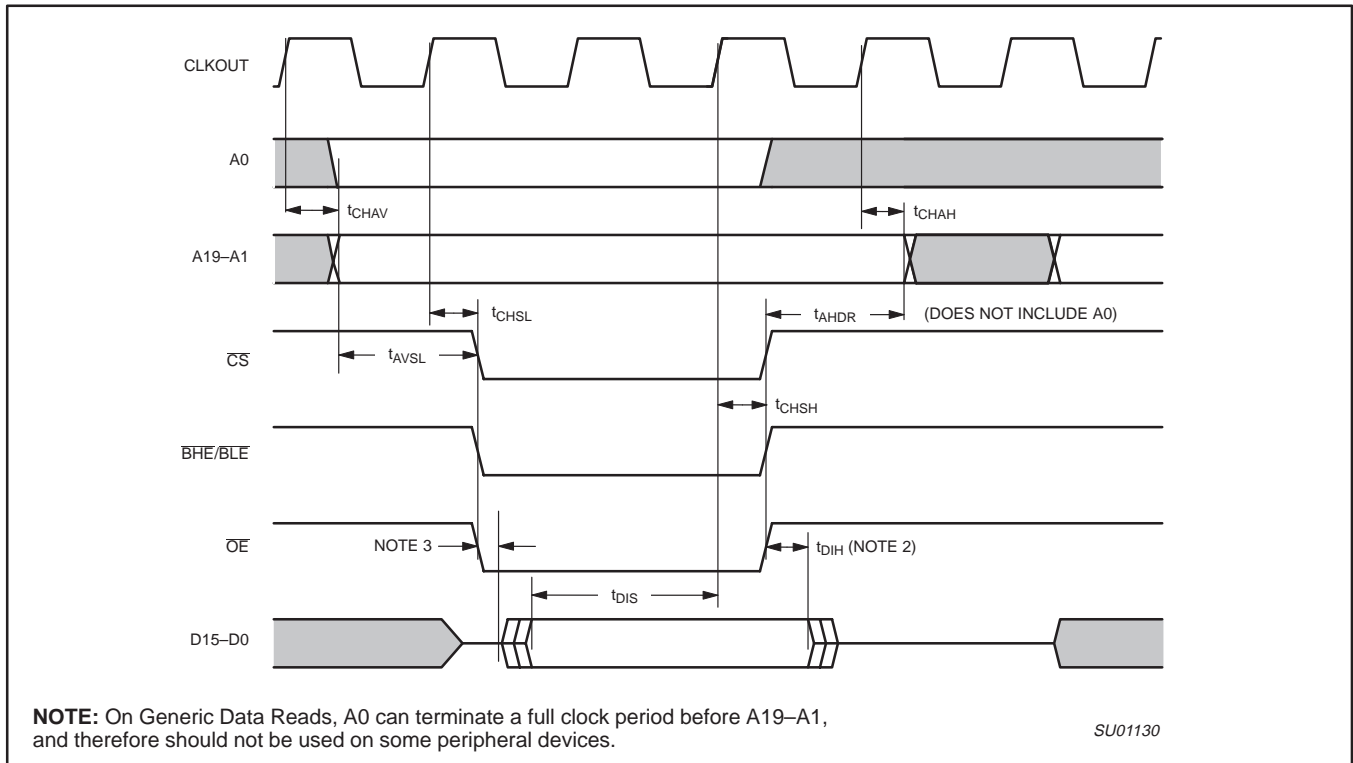 CLKOUT
A0
tCHAV
tCHAH
A19–A1
tCHSL
tAHDR
(DOES NOT INCLUDE A0)
CS
tAVSL
tCHSH
BHE/BLE
OE
NOTE 3
tDIH (NOTE 2)
tDIS
D15–D0
NOTE: On Generic Data Reads, A0 can terminate a full clock period before A19–A1,
and therefore should not be used on some peripheral devices.
SU01130